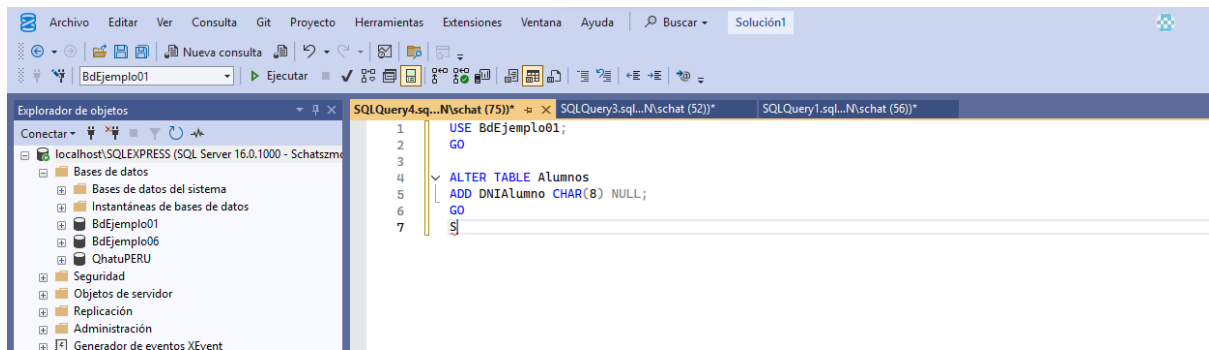 Archivo Editar Ver Consulta Git Proyecto Herramientas Extensiones Ventana Ayuda Buscar Solución1
Nueva consulta
BdEjemplo01 Ejecutar
Explorador de objetos
SQLQuery4.sq...N\schat (75))* SQLQuery3.sql...N\schat (52))* SQLQuery1.sql...N\schat (56))*
Conectar
localhost\SQLEXPRESS (SQL Server 16.0.1000 - Schatszm
Bases de datos
Bases de datos del sistema
Instantáneas de bases de datos
BdEjemplo01
BdEjemplo06
QhatuPERU
Seguridad
Objetos de servidor
Replicación
Administración
Generador de eventos XEvent
1 USE BdEjemplo01;
2 GO
3
4 ALTER TABLE Alumnos
5 ADD DNIAlumno CHAR(8) NULL;
6 GO
7 S